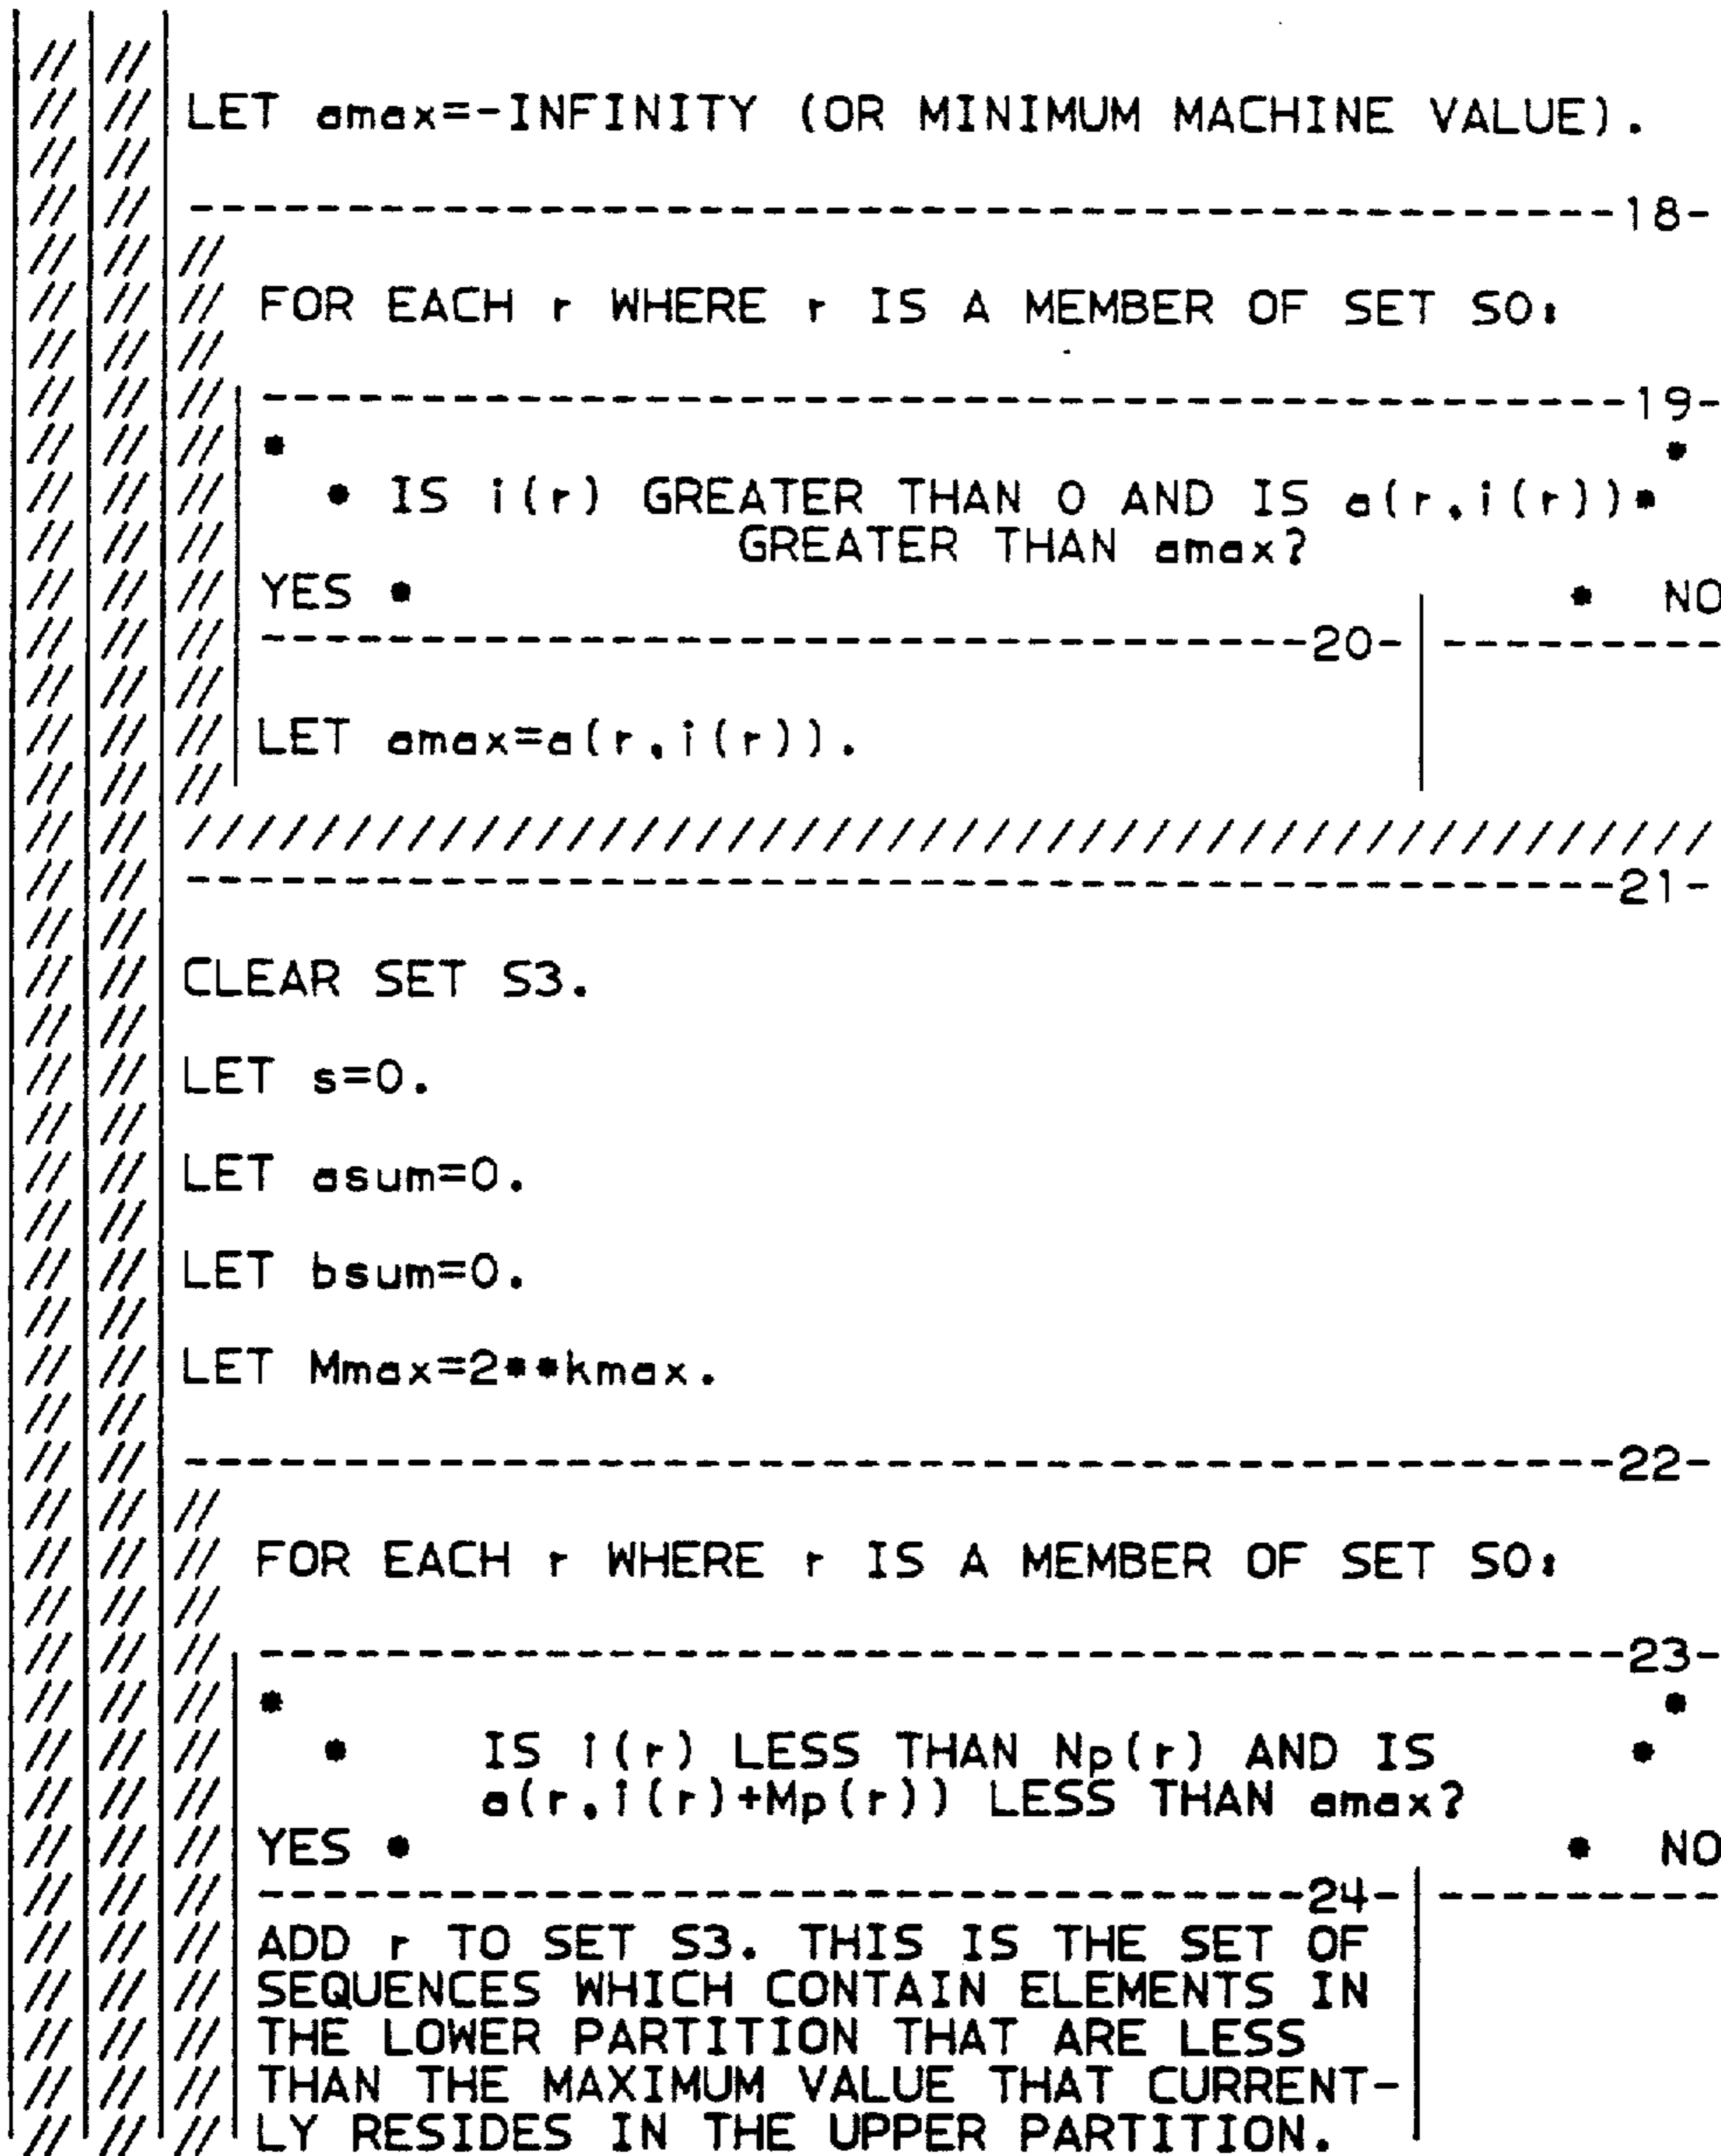 LET amax=-INFINITY (OR MINIMUM MACHINE VALUE).
-18-
FOR EACH r WHERE r IS A MEMBER OF SET S0:
-19-
IS i(r) GREATER THAN 0 AND IS a(r,i(r))
GREATER THAN amax?
YES NO
-20-
LET amax=a(r,i(r)).
-21-
CLEAR SET S3.
LET s=0.
LET asum=0.
LET bsum=0.
LET Mmax=2**kmax.
-22-
FOR EACH r WHERE r IS A MEMBER OF SET S0:
-23-
IS i(r) LESS THAN Np(r) AND IS
a(r,i(r)+Mp(r)) LESS THAN amax?
YES NO
-24-
ADD r TO SET S3. THIS IS THE SET OF
SEQUENCES WHICH CONTAIN ELEMENTS IN
THE LOWER PARTITION THAT ARE LESS
THAN THE MAXIMUM VALUE THAT CURRENT-
LY RESIDES IN THE UPPER PARTITION.